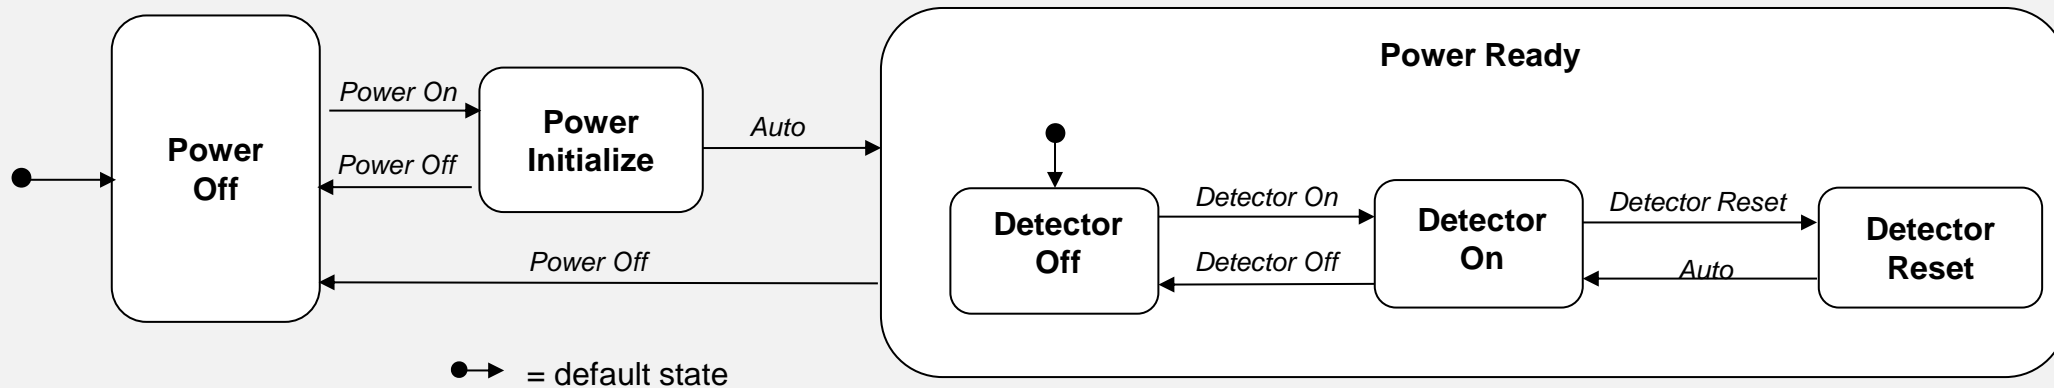 Power Ready
Power On
Power
Initialize
Auto
Power
Off
Power Off
Detector On
Detector Reset
Detector
Off
Detector
On
Detector
Reset
Power Off
Detector Off
Auto
= default state